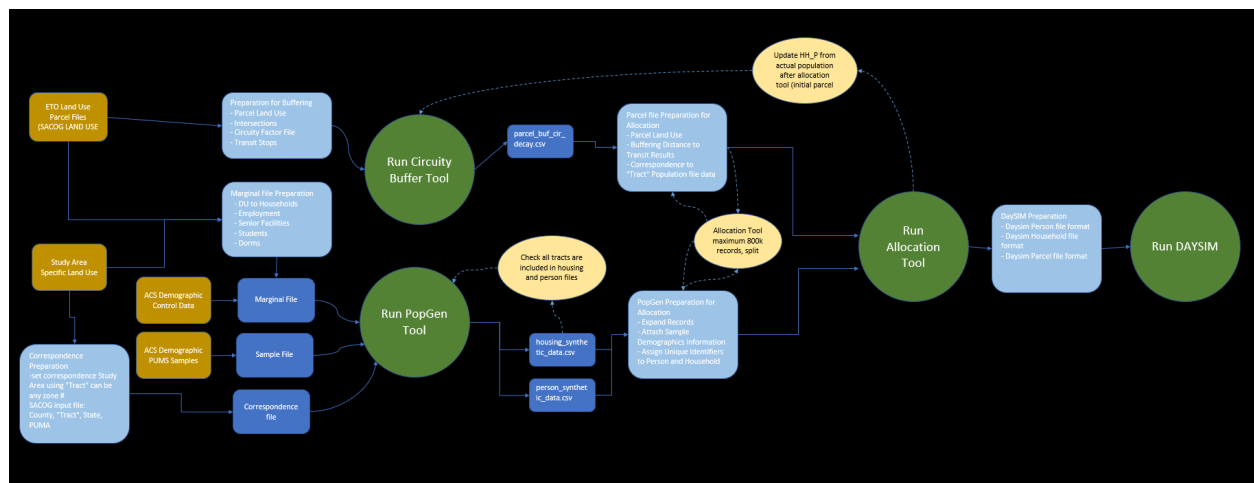 ETO Land Use
Parcel Files
(SACOG LAND USE
Preparation for Buffering
- Parcel Land Use
- Intersections
- Circuity Factor File
- Transit Stops
Run Circuity
Buffer Tool
parcel_buf_cir_
decay.csv
Parcel file Preparation for
Allocation
- Parcel Land Use
- Buffering Distance to
Transit Results
- Correspondence to
"Tract" Population file data
Update HH_P from
actual population
after allocation
tool (initial parcel
Marginal File Preparation
- DU to Households
- Employment
- Senior Facilities
- Students
- Dorms
Study Area
Specific Land Use
Allocation Tool
maximum 800k
records, split
Run
Allocation
Tool
DaySIM Preparation
- Daysim Person file format
- Daysim Household file
format
- Daysim Parcel file format
Run DAYSIM
Check all tracts are
included in housing
and person files
ACS Demographic
Control Data
Marginal File
Run PopGen
Tool
ACS Demographic
PUMS Samples
Sample File
housing_synthe
tic_data.csv
person_synthet
ic_data.csv
PopGen Preparation for
Allocation
- Expand Records
- Attach Sample
Demographics Information
- Assign Unique Identifiers
to Person and Household
Correspondence
Preparation
-set correspondence Study
Area using "Tract" can be
any zone #
SACOG input file:
County, "Tract", State,
PUMA
Correspondence
file